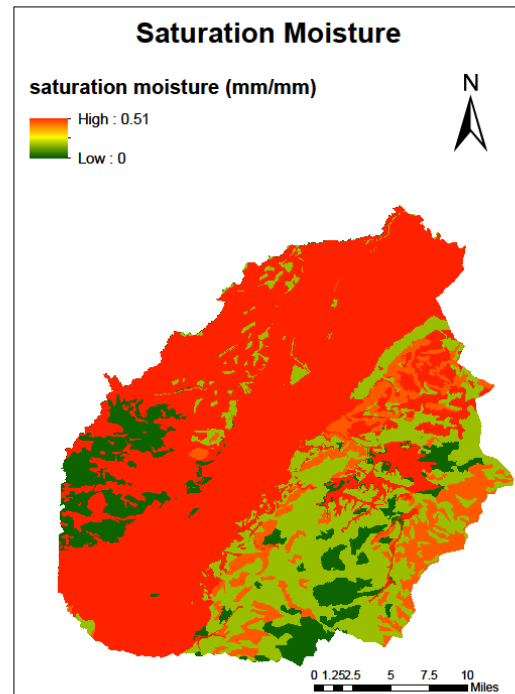 Saturation Moisture
saturation moisture (mm/mm)
N
High : 0.51
Low : 0
0 1.252.5 5 7.5 10
Miles